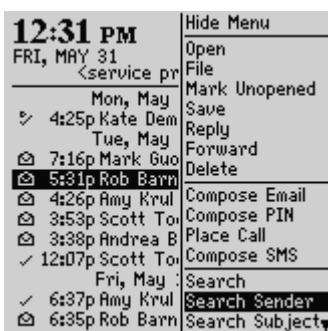 12:31 PM
FRI, MAY 31
<service pr
Mon, May
4:25p Kate Dem
Tue, May
7:16p Mark Guo
5:31p Rob Barn
4:26p Amy Krul
3:53p Scott To
3:38p Andrea B
12:07p Scott To
Fri, May
6:37p Amy Krul
6:35p Rob Barn
Hide Menu
Open
File
Mark Unopened
Save
Reply
Forward
Delete
Compose Email
Compose PIN
Place Call
Compose SMS
Search
Search Sender
Search Subject